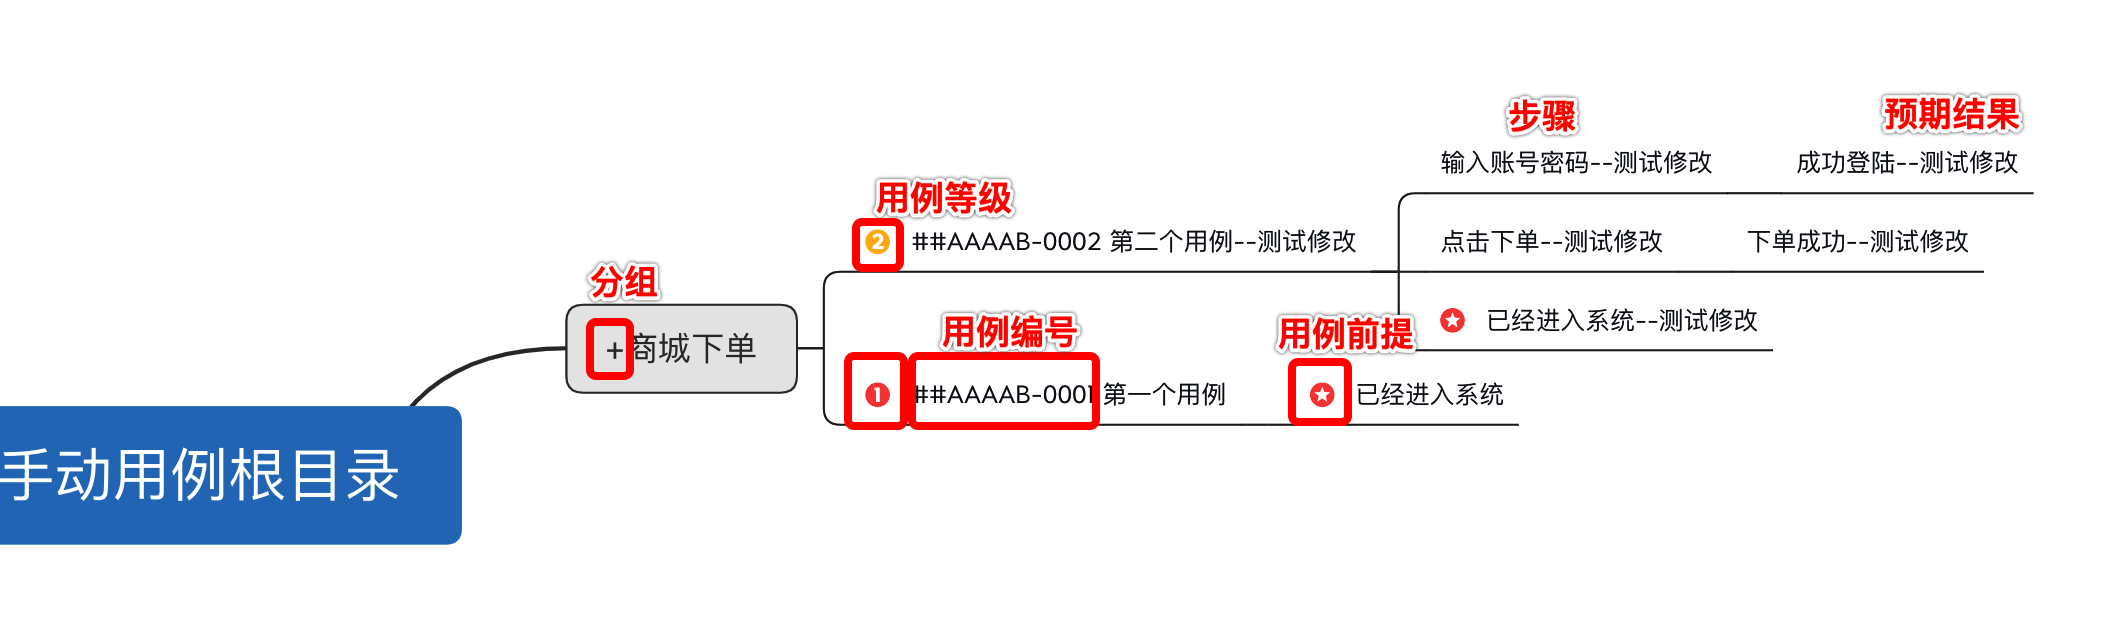 步骤
预期结果
输入账号密码--测试修改
成功登陆--测试修改
用例等级
2
##AAAAB-0002 第二个用例--测试修改
点击下单--测试修改
下单成功--测试修改
分组
+商城下单
已经进入系统--测试修改
用例编号
用例前提
1
##AAAAB-0001 第一个用例
已经进入系统
手动用例根目录